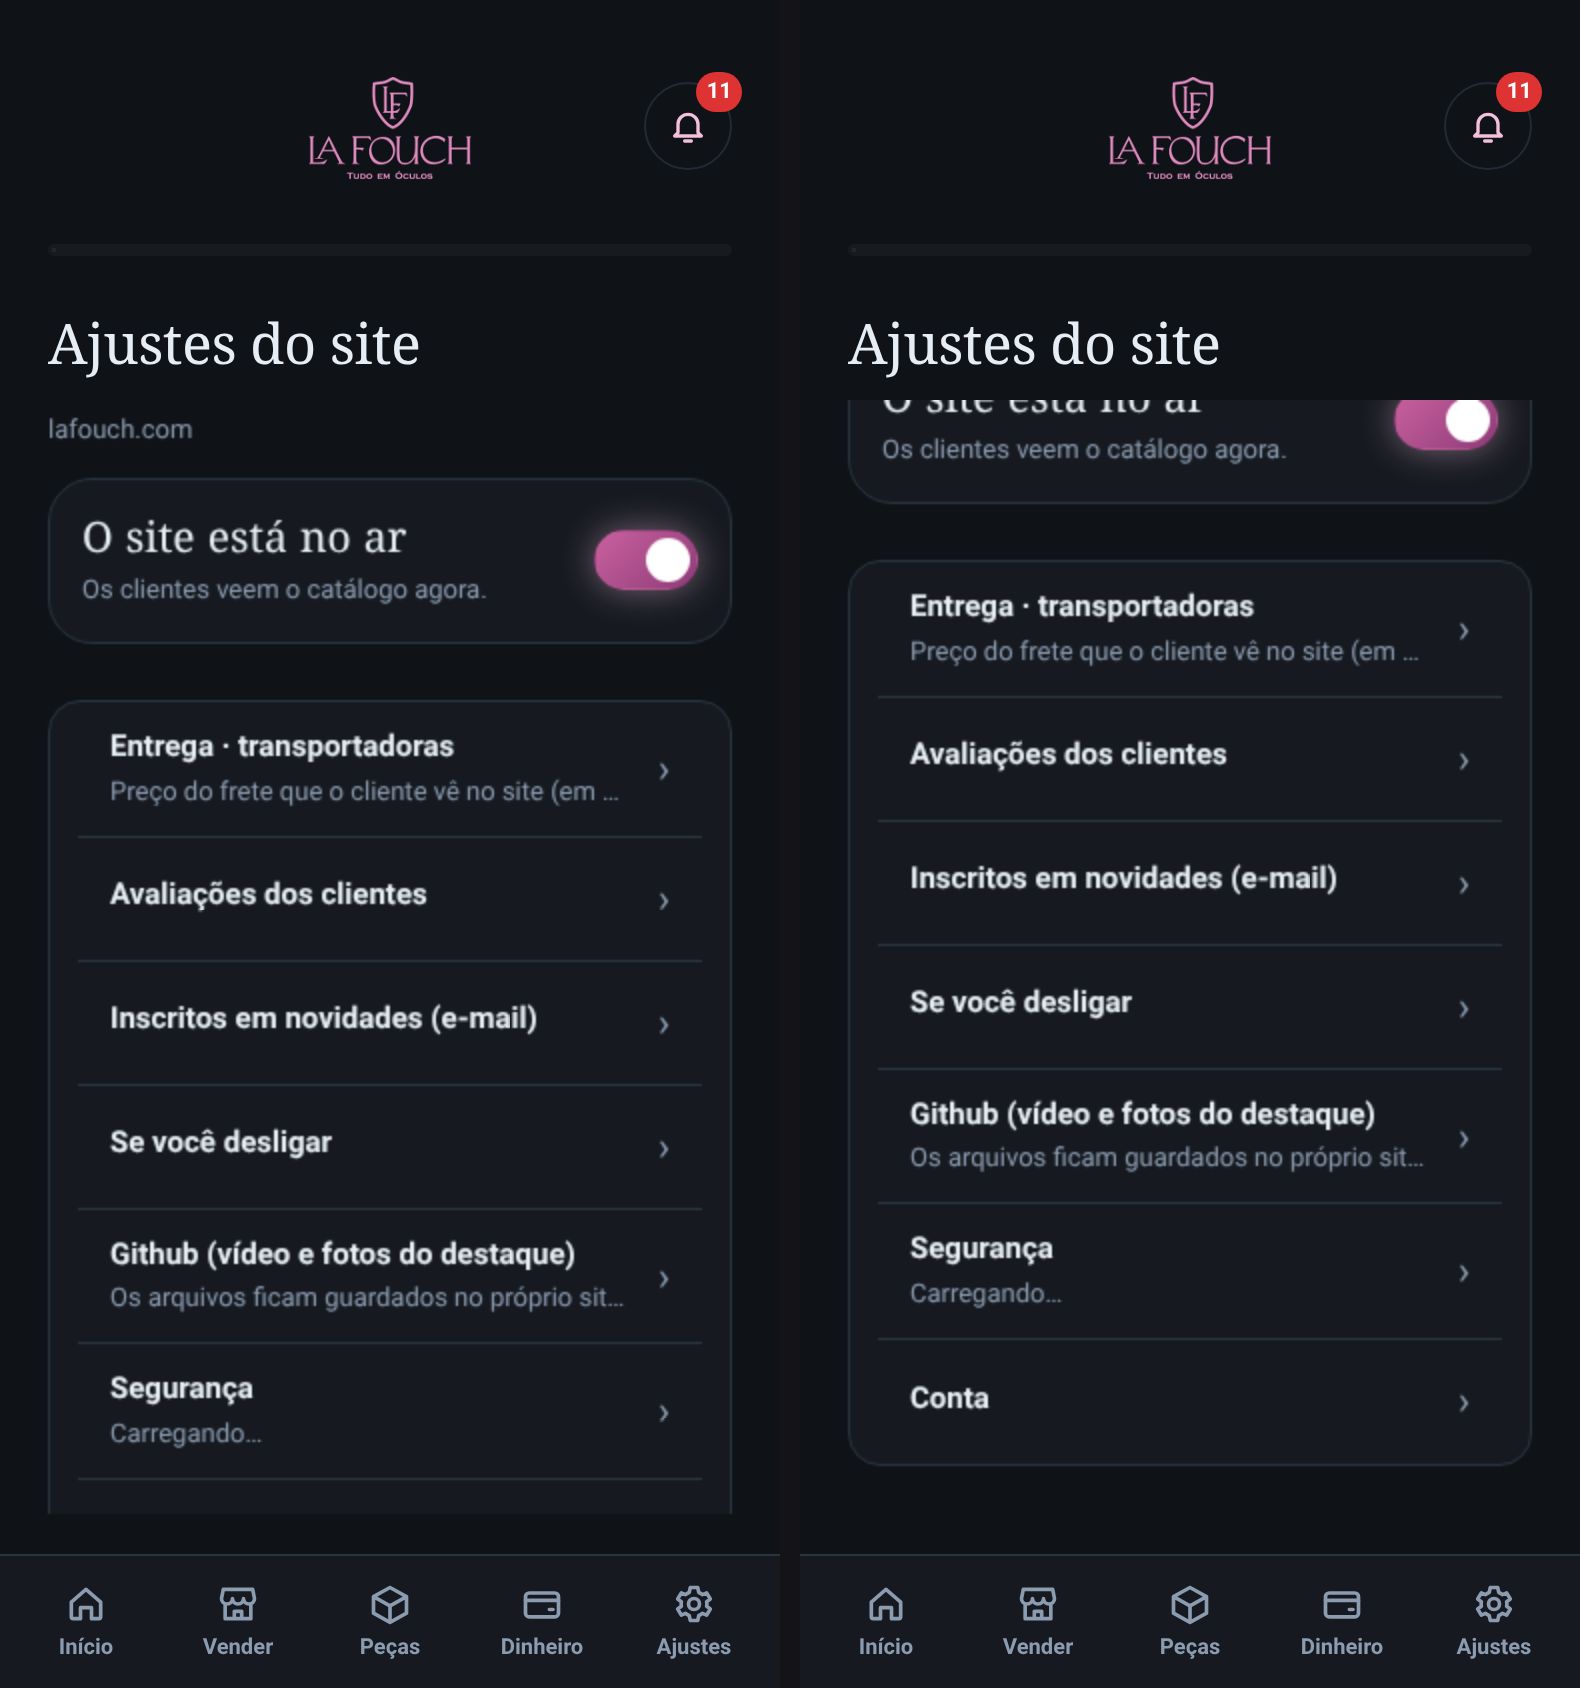 LF
LA FOUCH
TUDO EM ÓCULOS
11
Ajustes do site
lafouch.com
O site está no ar
Os clientes veem o catálogo agora.
Entrega · transportadoras
Preço do frete que o cliente vê no site (em ...
›
Avaliações dos clientes
›
Inscritos em novidades (e-mail)
›
Se você desligar
›
Github (vídeo e fotos do destaque)
Os arquivos ficam guardados no próprio sit...
›
Segurança
Carregando...
›
Início
Vender
Peças
Dinheiro
Ajustes
LF
LA FOUCH
TUDO EM ÓCULOS
11
Ajustes do site
O site está no ar
Os clientes veem o catálogo agora.
Entrega · transportadoras
Preço do frete que o cliente vê no site (em ...
›
Avaliações dos clientes
›
Inscritos em novidades (e-mail)
›
Se você desligar
›
Github (vídeo e fotos do destaque)
Os arquivos ficam guardados no próprio sit...
›
Segurança
Carregando...
›
Conta
›
Início
Vender
Peças
Dinheiro
Ajustes